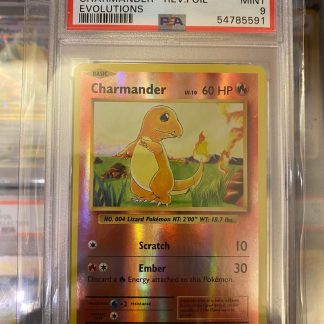 CHARMANDER - REV.FOIL MINT
EVOLUTIONS PSA 9
54785591
BASIC
Charmander LV.10 60 HP
NO. 004 Lizard Pokémon HT: 2'00" WT: 18.7 lbs.
Scratch 10
Ember 30
Discard a Energy attached to this Pokémon.